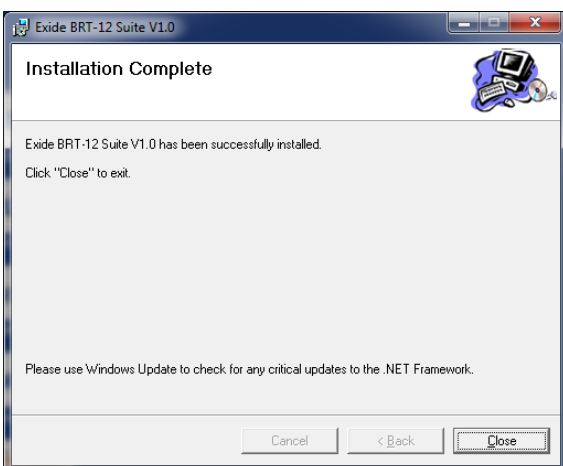 Exide BRT-12 Suite V1.0
Installation Complete
Exide BRT-12 Suite V1.0 has been successfully installed.
Click "Close" to exit.
Please use Windows Update to check for any critical updates to the .NET Framework.
Cancel
< Back
Close